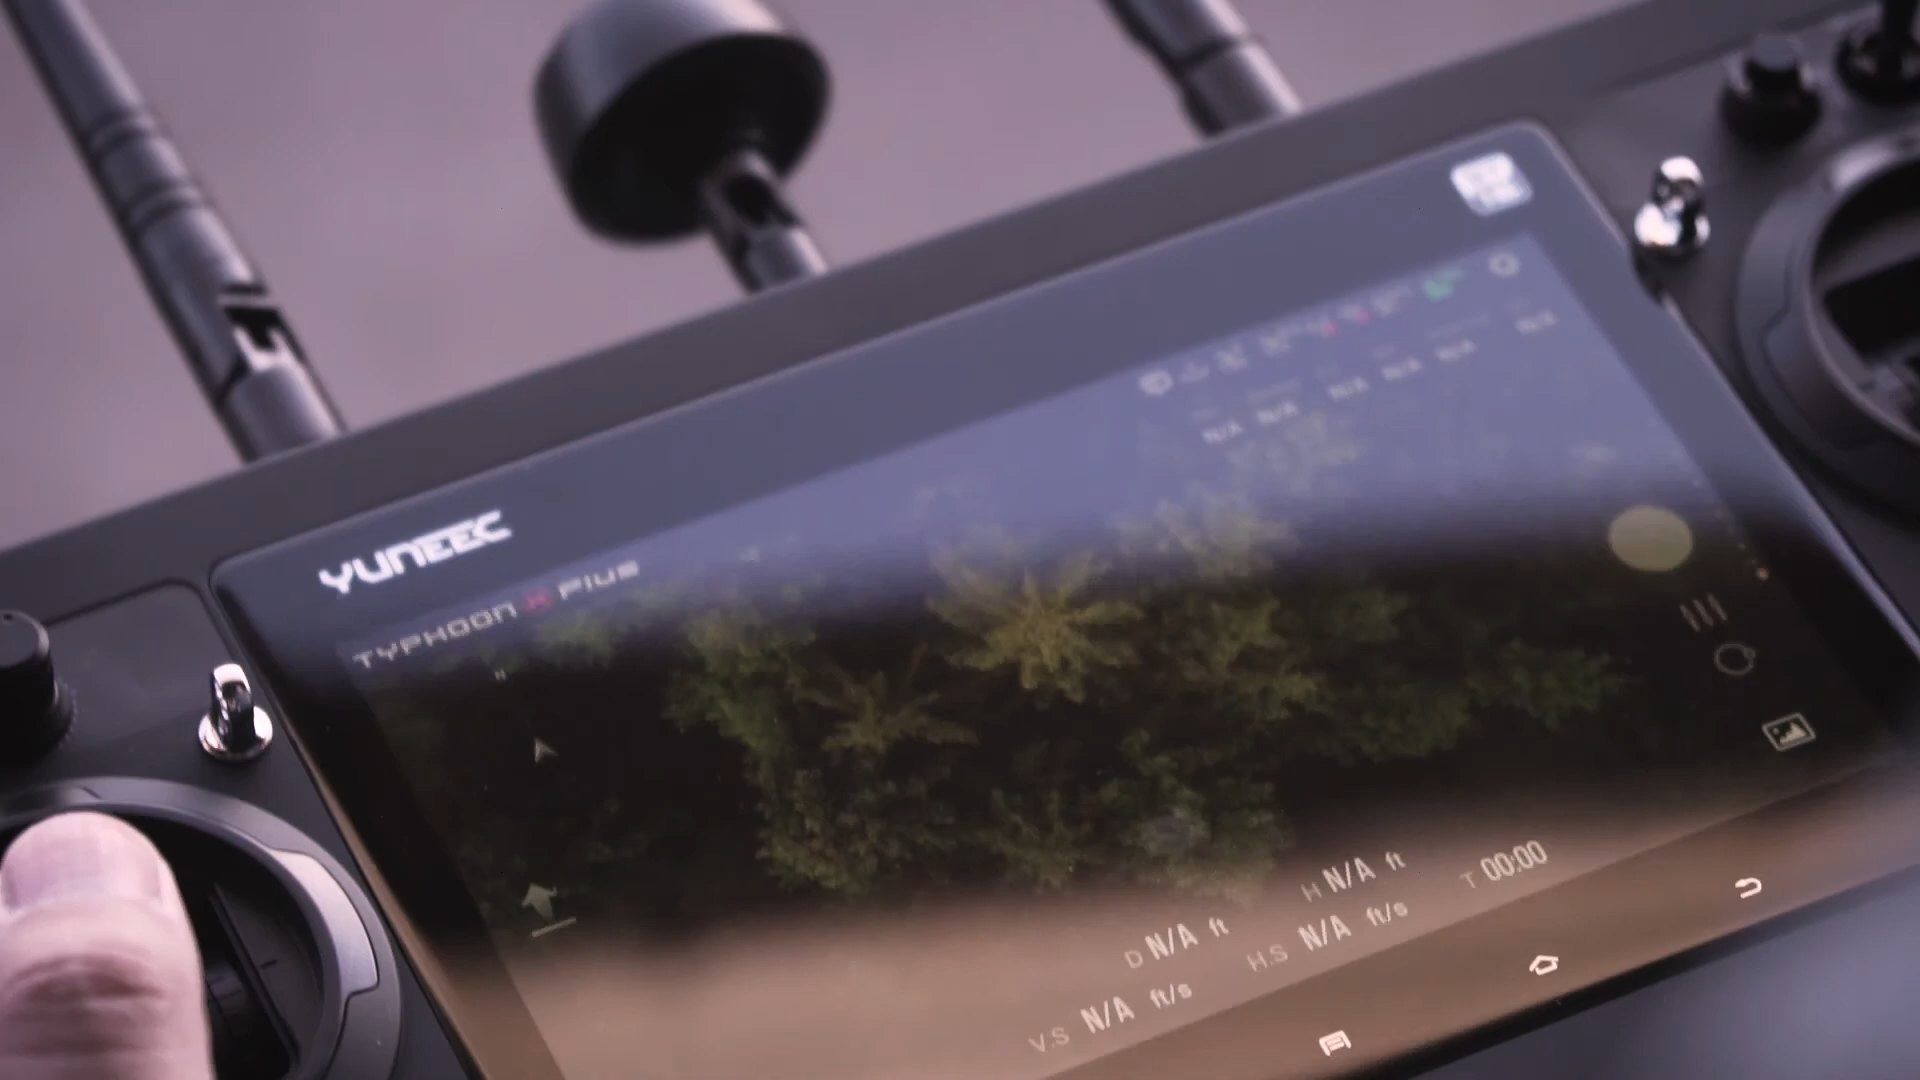 YUNEEC
TYPHOON H Plus
N/A N/A N/A N/A N/A N/A
N
D N/A ft H N/A ft T 00:00
V.S N/A ft/s H.S N/A ft/s